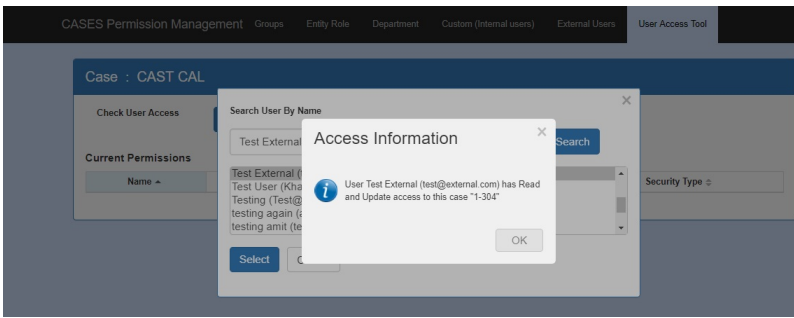 CASES Permission Management Groups Entity Role Department Custom (Internal users) External Users User Access Tool
Case : CAST CAL
Check User Access
Current Permissions
Name
Security Type
Search User By Name
Test External
Search
Test External (
Test User (Kha
Testing (Test@
testing again (
testing amit (te
Select
Access Information
User Test External (test@external.com) has Read
and Update access to this case "1-304"
OK